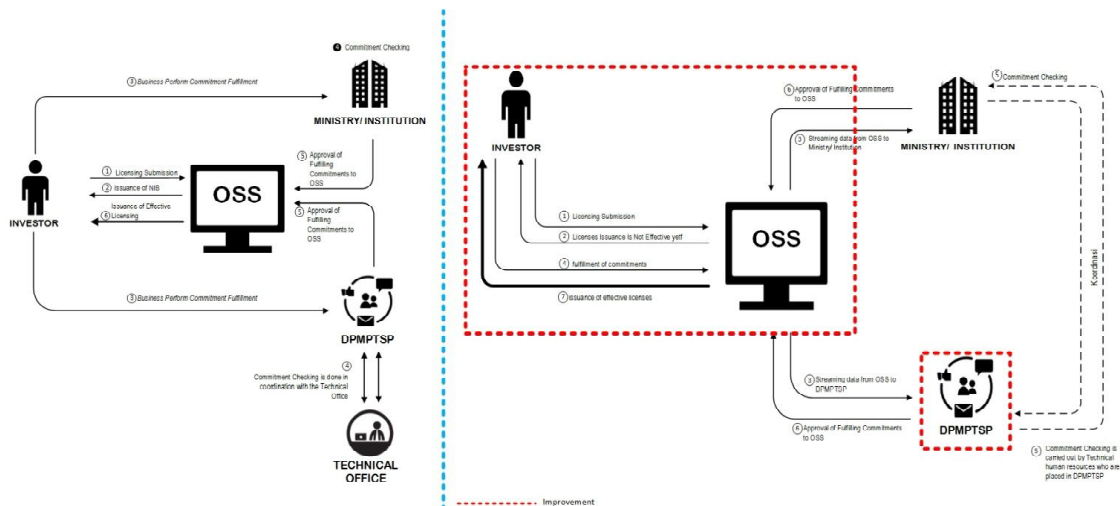 4 Commitment Checking
3 Business Perform Commitment Fulfillment
MINISTRY/ INSTITUTION
5 Approval of
Fulfilling
Commitments to
OSS
1 Licensing Submission
2 Issuance of NIB
Issuance of Effective
6 Licensing
OSS
INVESTOR
5 Approval of
Fulfilling
Commitments to
OSS
3 Business Perform Commitment Fulfillment
DPMPTSP
4
Commitment Checking is done in
coordination with the Technical
Office
TECHNICAL
OFFICE
INVESTOR
1 Licensing Submission
2 Licenses Issuance Is Not Effective yetf
4 fulfillment of commitments
7 Issuance of effective licenses
OSS
6 Approval of Fulfilling Commitments
to OSS
3 Streaming data from OSS to
Ministry/ Institution
MINISTRY/ INSTITUTION
5 Commitment Checking
Koordinasi
3 Streaming data from OSS to
DPMPTSP
6 Approval of Fulfilling Commitments
to OSS
DPMPTSP
5 Commitment Checking is
carried out by Technical
human resources who are
placed in DPMPTSP
Improvement